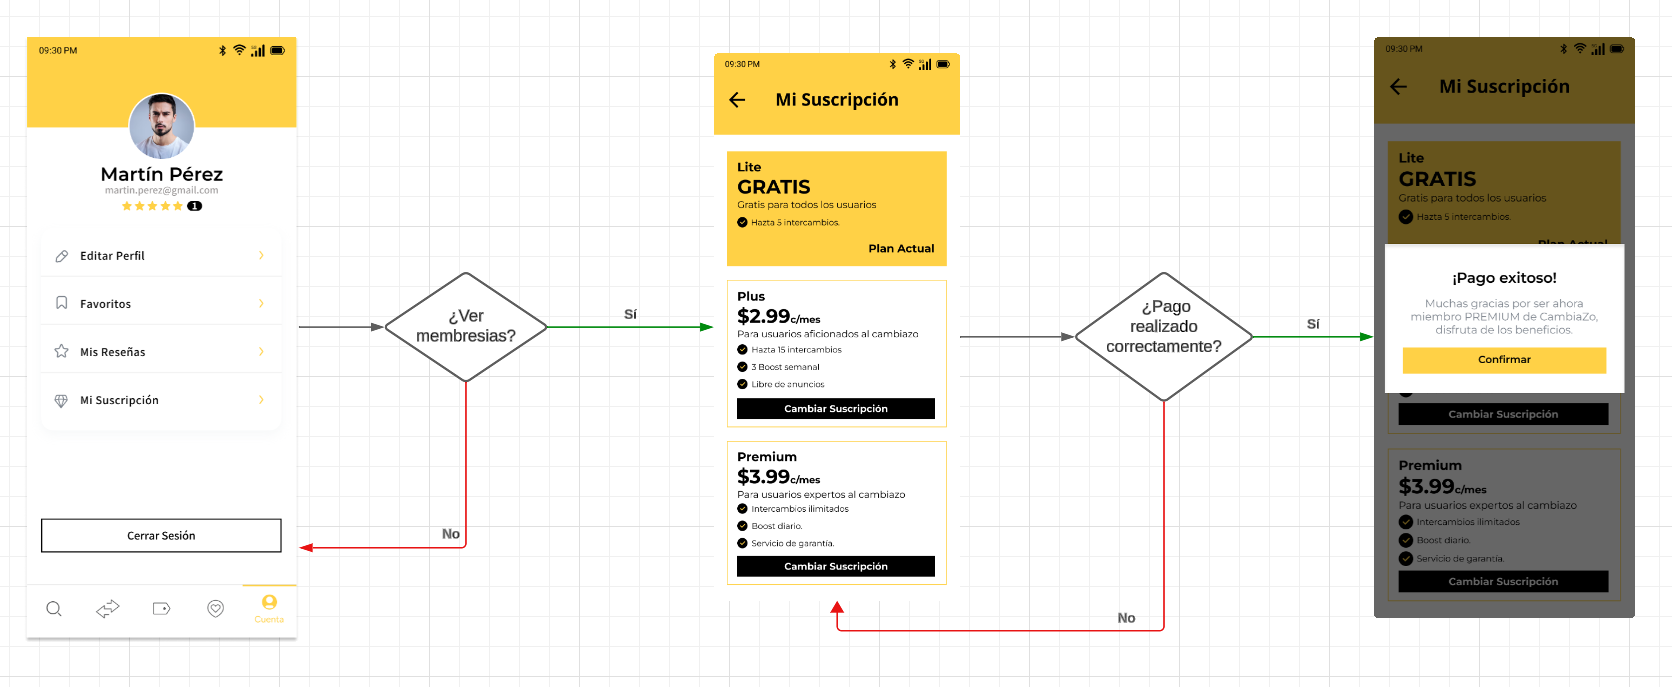 09:30 PM
Martín Pérez
martin.perez@gmail.com
1
Editar Perfil
Favoritos
Mis Reseñas
Mi Suscripción
Cerrar Sesión
Cuenta
¿Ver
membresias?
Sí
No
09:30 PM
Mi Suscripción
Lite
GRATIS
Gratis para todos los usuarios
Hazta 5 intercambios.
Plan Actual
Plus
$2.99c/mes
Para usuarios aficionados al cambiazo
Hazta 15 intercambios
3 Boost semanal
Libre de anuncios
Cambiar Suscripción
Premium
$3.99c/mes
Para usuarios expertos al cambiazo
Intercambios ilimitados
Boost diario.
Servicio de garantía.
Cambiar Suscripción
¿Pago
realizado
correctamente?
Sí
No
09:30 PM
Mi Suscripción
Lite
GRATIS
Gratis para todos los usuarios
Hazta 5 intercambios.
Plan Actual
¡Pago exitoso!
Muchas gracias por ser ahora
miembro PREMIUM de CambiaZo,
disfruta de los beneficios.
Confirmar
Cambiar Suscripción
Premium
$3.99c/mes
Para usuarios expertos al cambiazo
Intercambios ilimitados
Boost diario.
Servicio de garantía.
Cambiar Suscripción